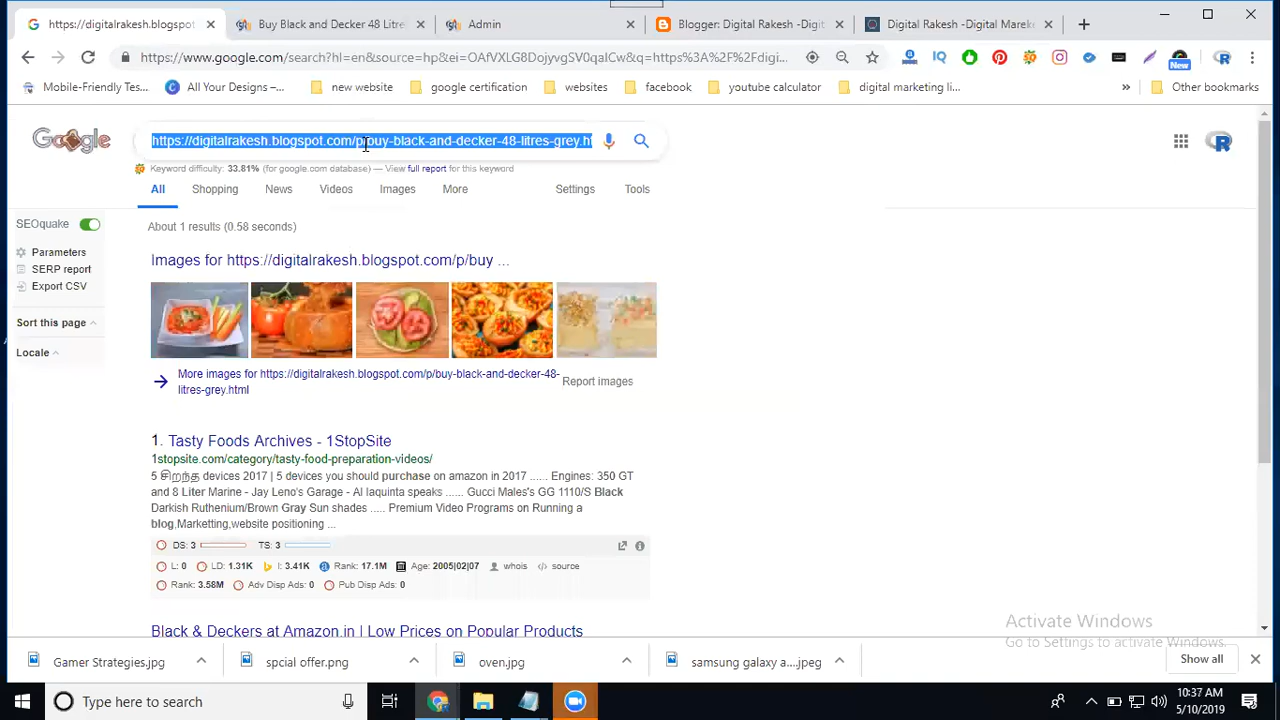 https://digitalrakesh.blogspot
Buy Black and Decker 48 Litre
Admin
Blogger: Digital Rakesh -Digit
Digital Rakesh -Digital Mareke
https://www.google.com/search?hl=en&source=hp&ei=
Mobile-Friendly Tes...
All Your Designs –...
new website
google certification
websites
facebook
youtube calculator
digital marketing li...
»
Other bookmarks
New
https://digitalrakesh.blogspot.com/p/buy-black-and-decker-48-litres-grey.ht
Keyword difficulty: 33.81% (for google.com database) — View full report for this keyword
All
Shopping
News
Videos
Images
More
Settings
Tools
SEOquake
About 1 results (0.58 seconds)
Parameters
SERP report
Export CSV
Sort this page
Locale
Images for https://digitalrakesh.blogspot.com/p/buy ...
More images for https://digitalrakesh.blogspot.com/p/buy-black-and-decker-48-
litres-grey.html
Report images
1. Tasty Foods Archives - 1StopSite
1stopsite.com/category/tasty-food-preparation-videos/
5 சிறந்த devices 2017 | 5 devices you should purchase on amazon in 2017 ...... Engines: 350 GT
and 8 Liter Marine - Jay Leno's Garage - Al Iaquinta speaks ...... Gucci Males's GG 1110/S Black
Darkish Ruthenium/Brown Gray Sun shades ..... Premium Video Programs on Running a
blog,Marketting,website positioning ...
DS: 3
TS: 3
L: 0
LD: 1.31K
I: 3.41K
Rank: 17.1M
Age: 2005|02|07
whois
source
Rank: 3.58M
Adv Disp Ads: 0
Pub Disp Ads: 0
Black & Deckers at Amazon.in | Low Prices on Popular Products
Activate Windows
Go to Settings to activate Windows.
Gamer Strategies.jpg
spcial offer.png
oven.jpg
samsung galaxy a....jpeg
Show all
Type here to search
10:37 AM
5/10/2019